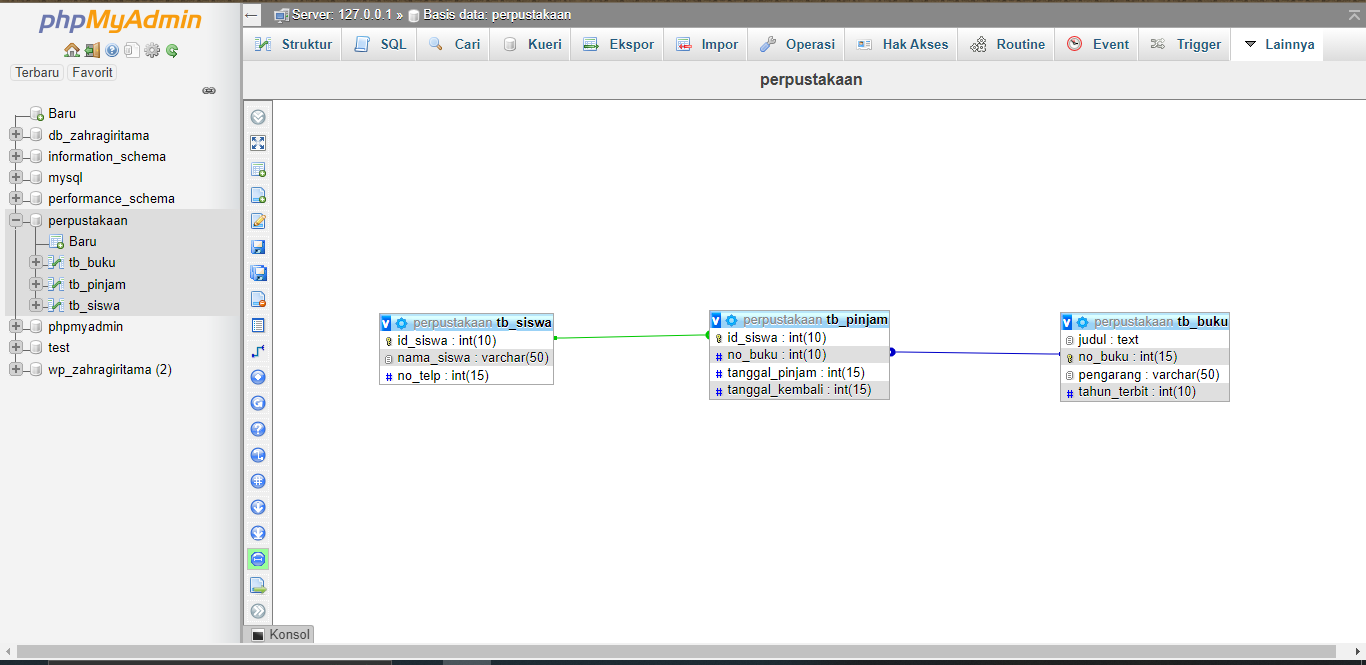 phpMyAdmin
Terbaru Favorit
Baru
db_zahragiritama
information_schema
mysql
performance_schema
perpustakaan
Baru
tb_buku
tb_pinjam
tb_siswa
phpmyadmin
test
wp_zahragiritama (2)
Server: 127.0.0.1 » Basis data: perpustakaan
Struktur SQL Cari Kueri Ekspor Impor Operasi Hak Akses Routine Event Trigger Lainnya
perpustakaan
v perpustakaan tb_siswa
id_siswa : int(10)
nama_siswa : varchar(50)
# no_telp : int(15)
v perpustakaan tb_pinjam
id_siswa : int(10)
# no_buku : int(10)
# tanggal_pinjam : int(15)
# tanggal_kembali : int(15)
v perpustakaan tb_buku
judul : text
no_buku : int(15)
pengarang : varchar(50)
# tahun_terbit : int(10)
Konsol